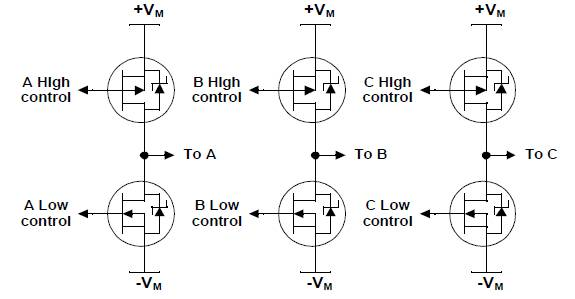 +VM +VM +VM
A HIgh control
B HIgh control
C HIgh control
To A
To B
To C
A Low control
B Low control
C Low control
-VM -VM -VM